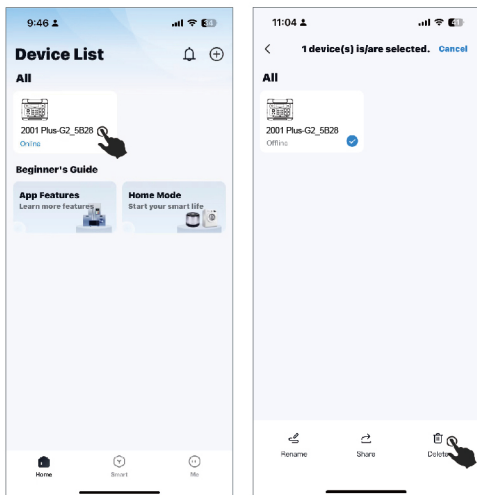 9:46
Device List
All
2001 Plus-G2_5B28
Online
Beginner's Guide
App Features
Learn more features
Home Mode
Start your smart life
Home
Smart
Me
11:04
1 device(s) is/are selected.
Cancel
All
2001 Plus-G2_5B28
Offline
Rename
Share
Delete